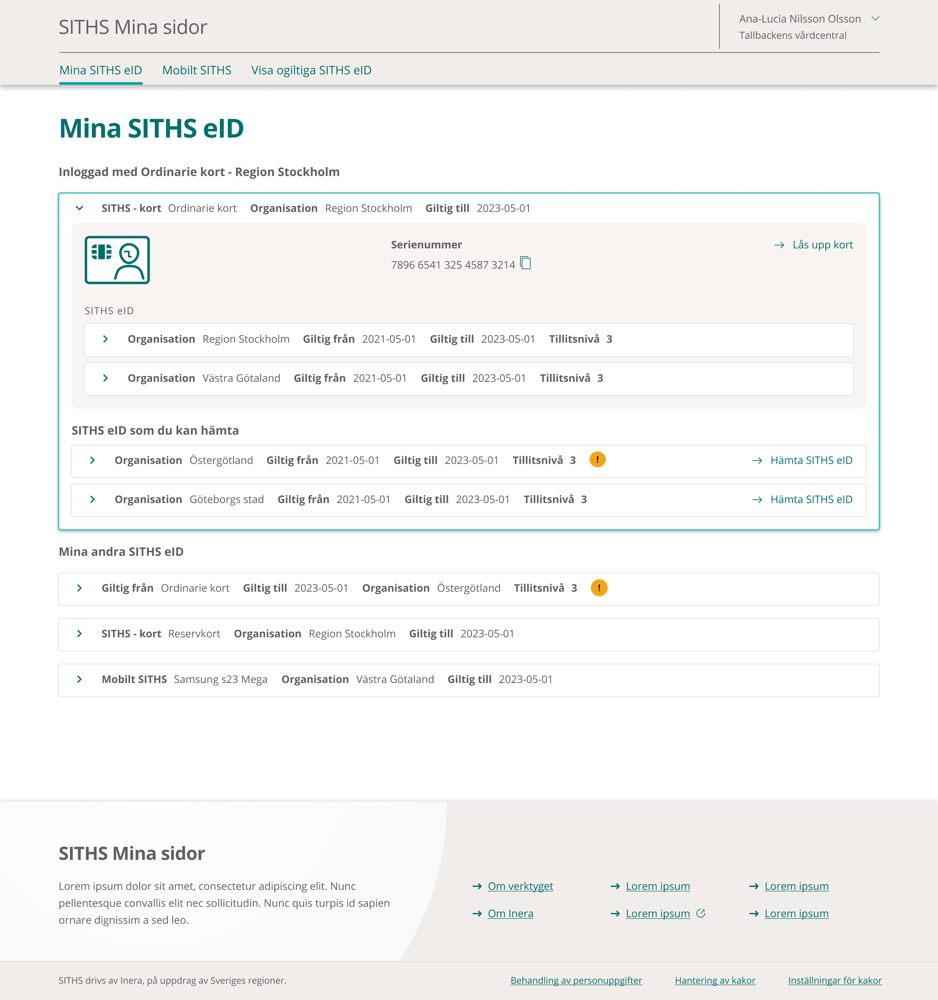 SITHS Mina sidor
Ana-Lucia Nilsson Olsson
Tallbackens vårdcentral
Mina SITHS eID Mobilt SITHS Visa ogiltiga SITHS eID
Mina SITHS eID
Inloggad med Ordinarie kort - Region Stockholm
SITHS - kort Ordinarie kort Organisation Region Stockholm Giltig till 2023-05-01
Serienummer
Lås upp kort
7896 6541 325 4587 3214
SITHS eID
Organisation Region Stockholm Giltig från 2021-05-01 Giltig till 2023-05-01 Tillitsnivå 3
Organisation Västra Götaland Giltig från 2021-05-01 Giltig till 2023-05-01 Tillitsnivå 3
SITHS eID som du kan hämta
Organisation Östergötland Giltig från 2021-05-01 Giltig till 2023-05-01 Tillitsnivå 3 ! Hämta SITHS eID
Organisation Göteborgs stad Giltig från 2021-05-01 Giltig till 2023-05-01 Tillitsnivå 3 Hämta SITHS eID
Mina andra SITHS eID
Giltig från Ordinarie kort Giltig till 2023-05-01 Organisation Östergötland Tillitsnivå 3 !
SITHS - kort Reservkort Organisation Region Stockholm Giltig till 2023-05-01
Mobilt SITHS Samsung s23 Mega Organisation Västra Götaland Giltig till 2023-05-01
SITHS Mina sidor
Lorem ipsum dolor sit amet, consectetur adipiscing elit. Nunc
pellentesque convallis elit nec sollicitudin. Nunc quis turpis id sapien
ornare dignissim a sed leo.
Om verktyget Lorem ipsum Lorem ipsum
Om Inera Lorem ipsum Lorem ipsum
SITHS drivs av Inera, på uppdrag av Sveriges regioner.
Behandling av personuppgifter Hantering av kakor Inställningar för kakor